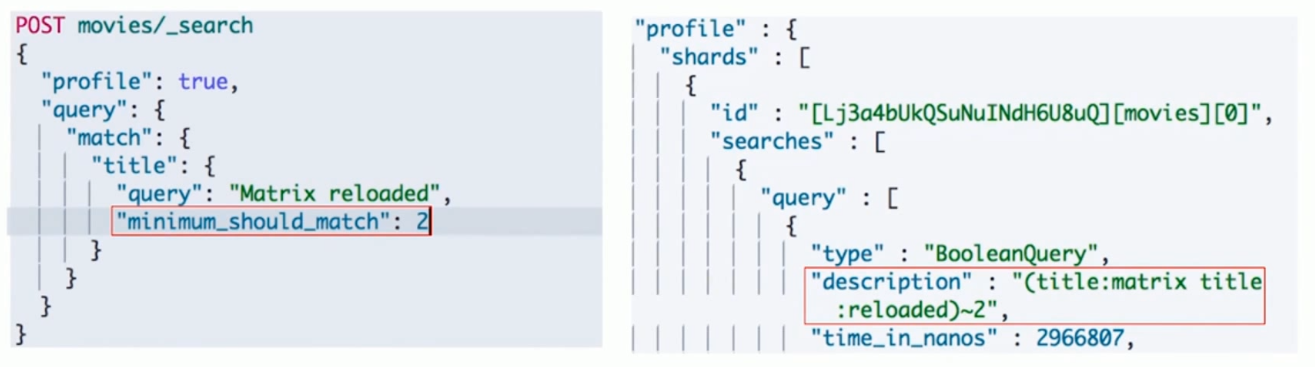 POST movies/_search
{
  "profile": true,
  "query": {
    "match": {
      "title": {
        "query": "Matrix reloaded",
        "minimum_should_match": 2
      }
    }
  }
}
"profile" : {
  "shards" : [
    {
      "id" : "[Lj3a4bUkQSuNuINdH6U8uQ][movies][0]",
      "searches" : [
        {
          "query" : [
            {
              "type" : "BooleanQuery",
              "description" : "(title:matrix title
                :reloaded)~2",
              "time_in_nanos" : 2966807,